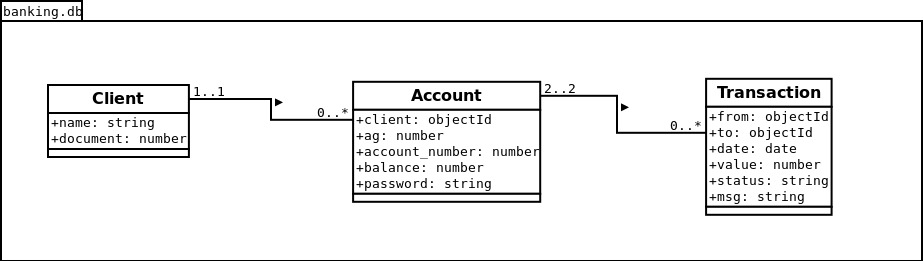 banking.db
Client
+name: string
+document: number
1..1
0..*
Account
+client: objectId
+ag: number
+account_number: number
+balance: number
+password: string
2..2
0..*
Transaction
+from: objectId
+to: objectId
+date: date
+value: number
+status: string
+msg: string